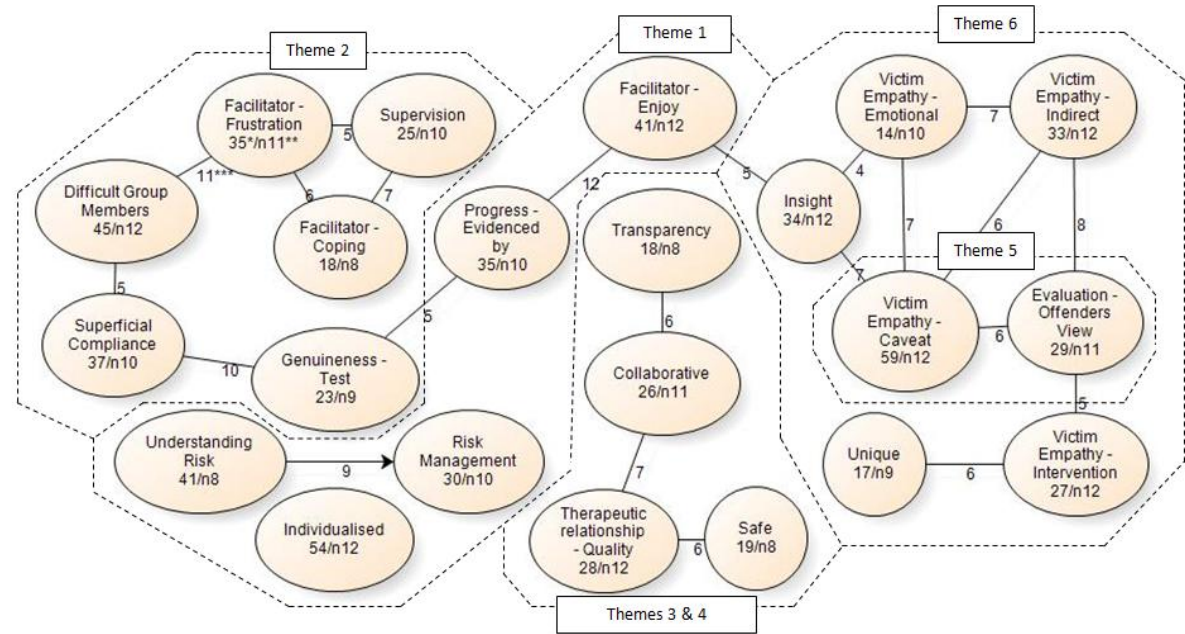 Theme 2
Theme 1
Theme 6
Facilitator -
Frustration
35*/n11**
5
Supervision
25/n10
11***
6
7
Difficult Group
Members
45/n12
Facilitator -
Coping
18/n8
5
Superficial
Compliance
37/n10
10
Genuineness -
Test
23/n9
5
Facilitator -
Enjoy
41/n12
12
5
Progress -
Evidenced
by
35/n10
Understanding
Risk
41/n8
9
Risk
Management
30/n10
Individualised
54/n12
Transparency
18/n8
6
Collaborative
26/n11
7
Therapeutic
relationship
- Quality
28/n12
6
Safe
19/n8
Themes 3 & 4
Victim
Empathy -
Emotional
14/n10
7
Victim
Empathy -
Indirect
33/n12
4
Insight
34/n12
7
7
6
8
Theme 5
Victim
Empathy -
Caveat
59/n12
6
Evaluation -
Offenders
View
29/n11
5
Unique
17/n9
6
Victim
Empathy -
Intervention
27/n12